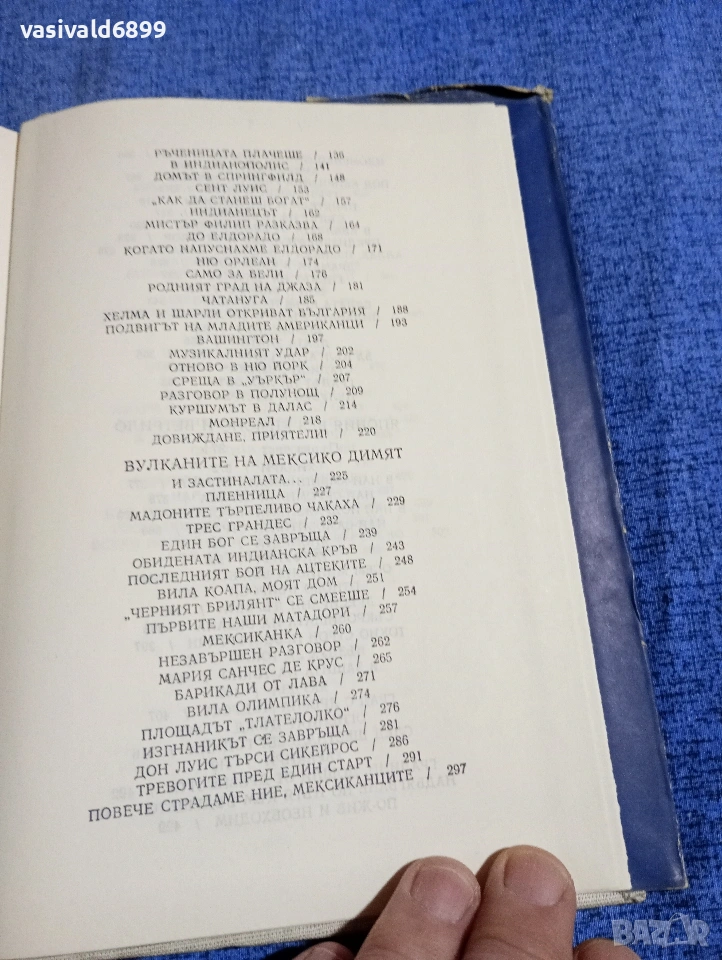 vasivald6899
РЪЧЕНИЦАТА ПЛАЧЕШЕ / 136
В ИНДИАНОПОЛИС / 141
ДОМЪТ В СПРИНГФИЛД / 148
СЕНТ ЛУИС / 153
„КАК ДА СТАНЕШ БОГАТ" / 157
ИНДИАНЕЦЪТ / 162
МИСТЪР ФИЛИП РАЗКАЗВА / 164
ДО ЕЛДОРАДО / 168
КОГАТО НАПУСНАХМЕ ЕЛДОРАДО / 171
НЮ ОРЛЕАН / 174
САМО ЗА БЕЛИ / 176
РОДНИЯТ ГРАД НА ДЖАЗА / 181
ЧАТАНУГА / 185
ХЕЛМА И ШАРЛИ ОТКРИВАТ БЪЛГАРИЯ / 188
ПОДВИГЪТ НА МЛАДИТЕ АМЕРИКАНЦИ / 193
ВАШИНГТОН / 197
МУЗИКАЛНИЯТ УДАР / 202
ОТНОВО В НЮ ЙОРК / 204
СРЕЩА В „УЪРКЪР" / 207
РАЗГОВОР В ПОЛУНОЩ / 209
КУРШУМЪТ В ДАЛАС / 214
МОНРЕАЛ / 218
ДОВИЖДАНЕ, ПРИЯТЕЛИ! / 220
ВУЛКАНИТЕ НА МЕКСИКО ДИМЯТ
И ЗАСТИНАЛАТА... / 225
ПЛЕННИЦА / 227
МАДОНИТЕ ТЪРПЕЛИВО ЧАКАХА / 229
ТРЕС ГРАНДЕС / 232
ЕДИН БОГ СЕ ЗАВРЪЩА / 239
ОБИДЕНАТА ИНДИАНСКА КРЪВ / 243
ПОСЛЕДНИЯТ БОЙ НА АЦТЕКИТЕ / 248
ВИЛА КОАПА, МОЯТ ДОМ / 251
„ЧЕРНИЯТ БРИЛЯНТ" СЕ СМЕЕШЕ / 254
ПЪРВИТЕ НАШИ МАТАДОРИ / 257
МЕКСИКАНКА / 260
НЕЗАВЪРШЕН РАЗГОВОР / 262
МАРИЯ САНЧЕС ДЕ КРУС / 265
БАРИКАДИ ОТ ЛАВА / 271
ВИЛА ОЛИМПИКА / 274
ПЛОЩАДЪТ „ТЛАТЕЛОЛКО" / 276
ИЗГНАНИКЪТ СЕ ЗАВРЪЩА / 281
ДОН ЛУИС ТЪРСИ СИКЕЙРОС / 286
ТРЕВОГИТЕ ПРЕД ЕДИН СТАРТ / 291
ПОВЕЧЕ СТРАДАМЕ НИЕ, МЕКСИКАНЦИТЕ / 297
BAZAR